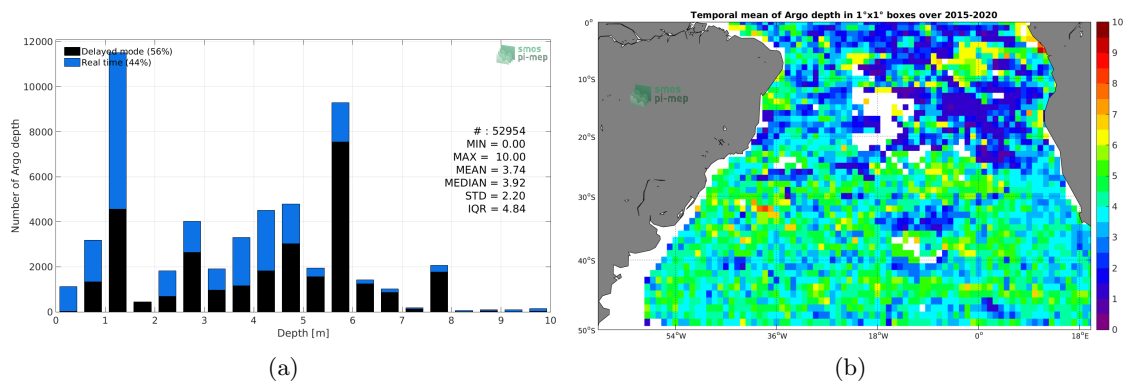 12000
10000
8000
6000
4000
2000
0
Number of Argo depth
Delayed mode (56%)
Real time (44%)
smos
pi-mep
# : 52954
MIN = 0.00
MAX = 10.00
MEAN = 3.74
MEDIAN = 3.92
STD = 2.20
IQR = 4.84
0 1 2 3 4 5 6 7 8 9 10
Depth [m]
(a)
Temporal mean of Argo depth in 1°x1° boxes over 2015-2020
0°
10°S
20°S
30°S
40°S
50°S
smos
pi-mep
54°W 36°W 18°W 0° 18°E
10
9
8
7
6
5
4
3
2
1
0
(b)